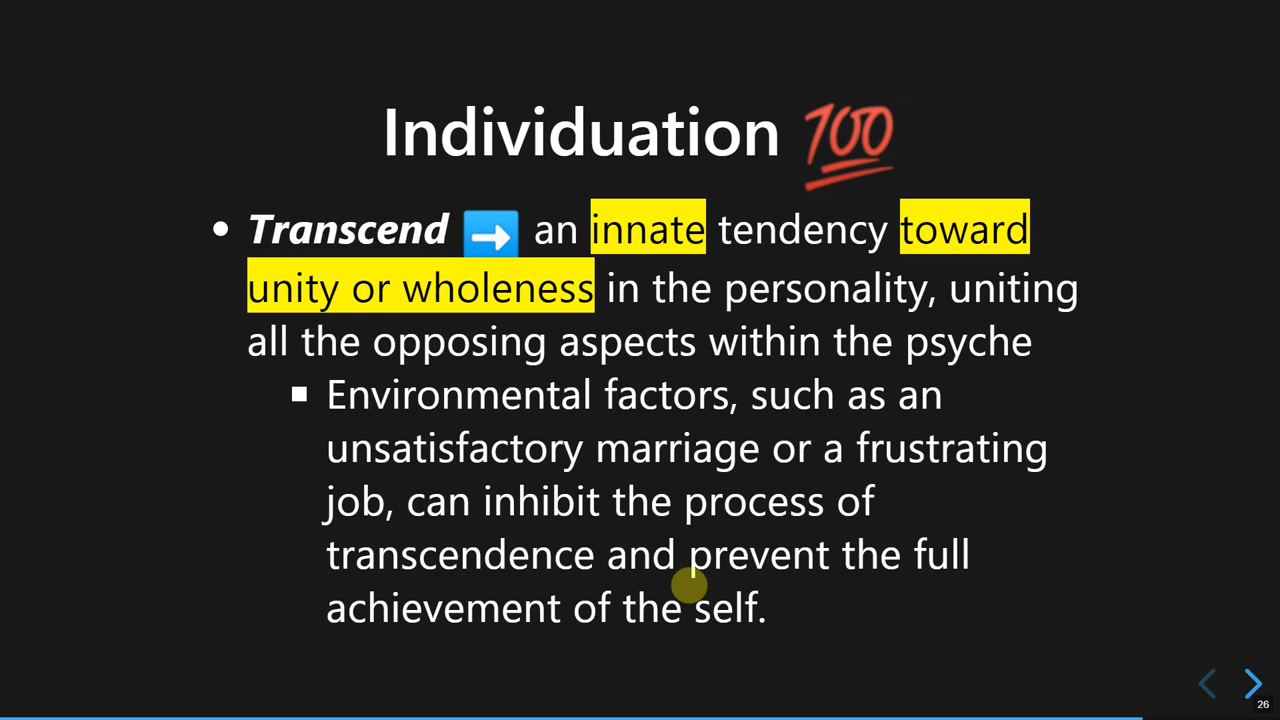 Individuation 💯
• Transcend ➡ an innate tendency toward
unity or wholeness in the personality, uniting
all the opposing aspects within the psyche
▪ Environmental factors, such as an
unsatisfactory marriage or a frustrating
job, can inhibit the process of
transcendence and prevent the full
achievement of the self.
26